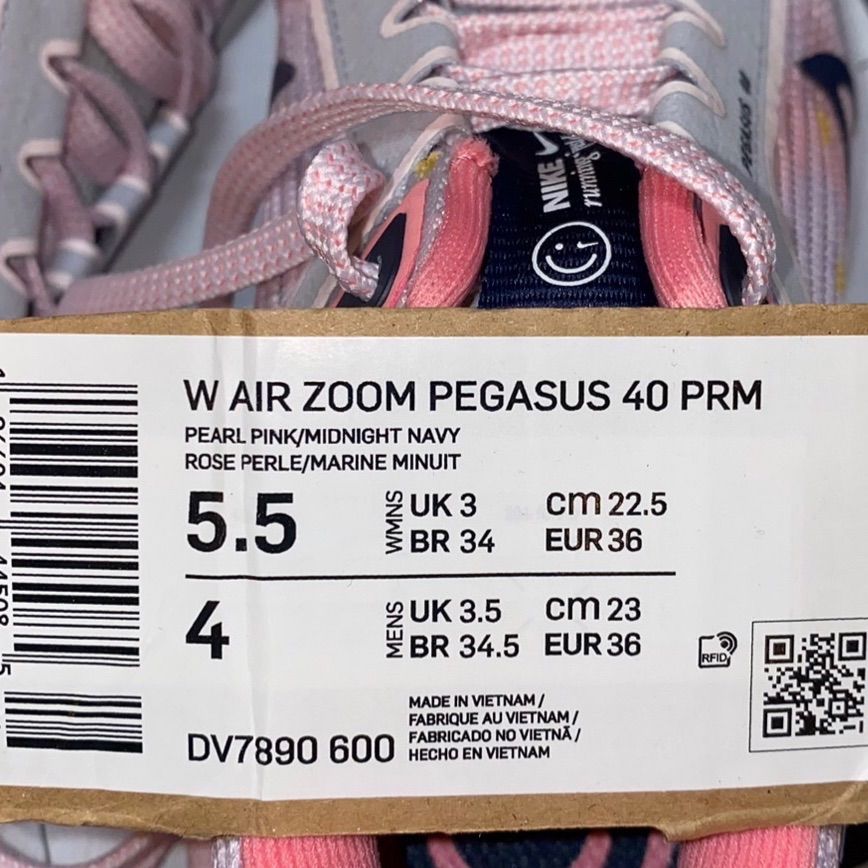 PEGASUS
NIKE
running
W AIR ZOOM PEGASUS 40 PRM
PEARL PINK/MIDNIGHT NAVY
ROSE PERLE/MARINE MINUIT
5.5
WMNS
UK 3 cm 22.5
BR 34 EUR 36
4
MENS
UK 3.5 cm 23
BR 34.5 EUR 36
RFID
DV7890 600
MADE IN VIETNAM /
FABRIQUE AU VIETNAM /
FABRICADO NO VIETNÃ /
HECHO EN VIETNAM